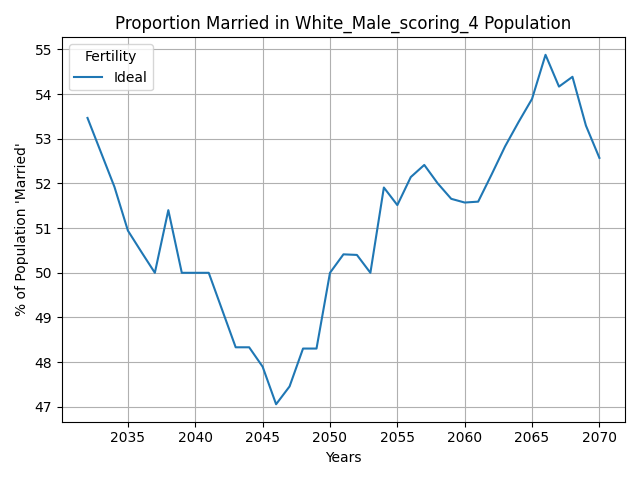 Proportion Married in White_Male_scoring_4 Population
Fertility
Ideal
% of Population 'Married'
55
54
53
52
51
50
49
48
47
2035 2040 2045 2050 2055 2060 2065 2070
Years